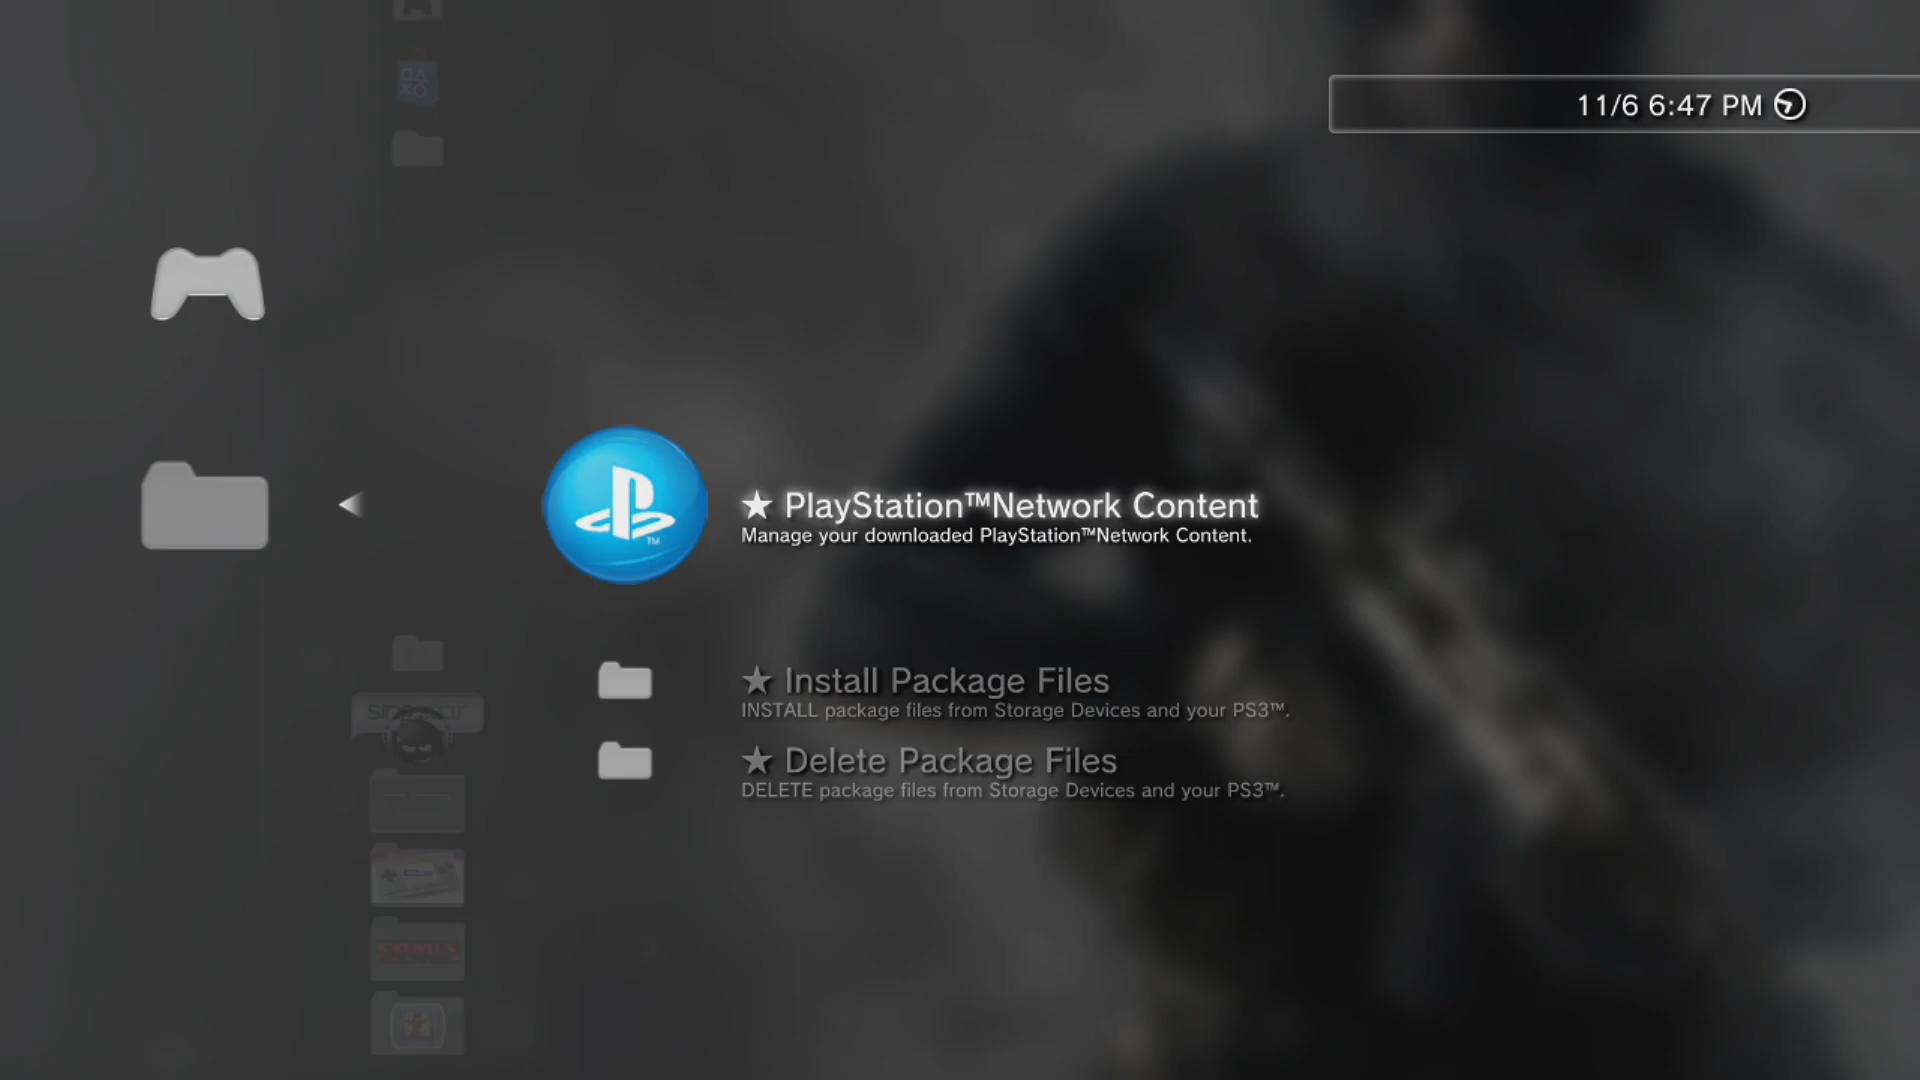 11/6 6:47 PM
★ PlayStation™Network Content
Manage your downloaded PlayStation™Network Content.
★ Install Package Files
INSTALL package files from Storage Devices and your PS3™.
★ Delete Package Files
DELETE package files from Storage Devices and your PS3™.